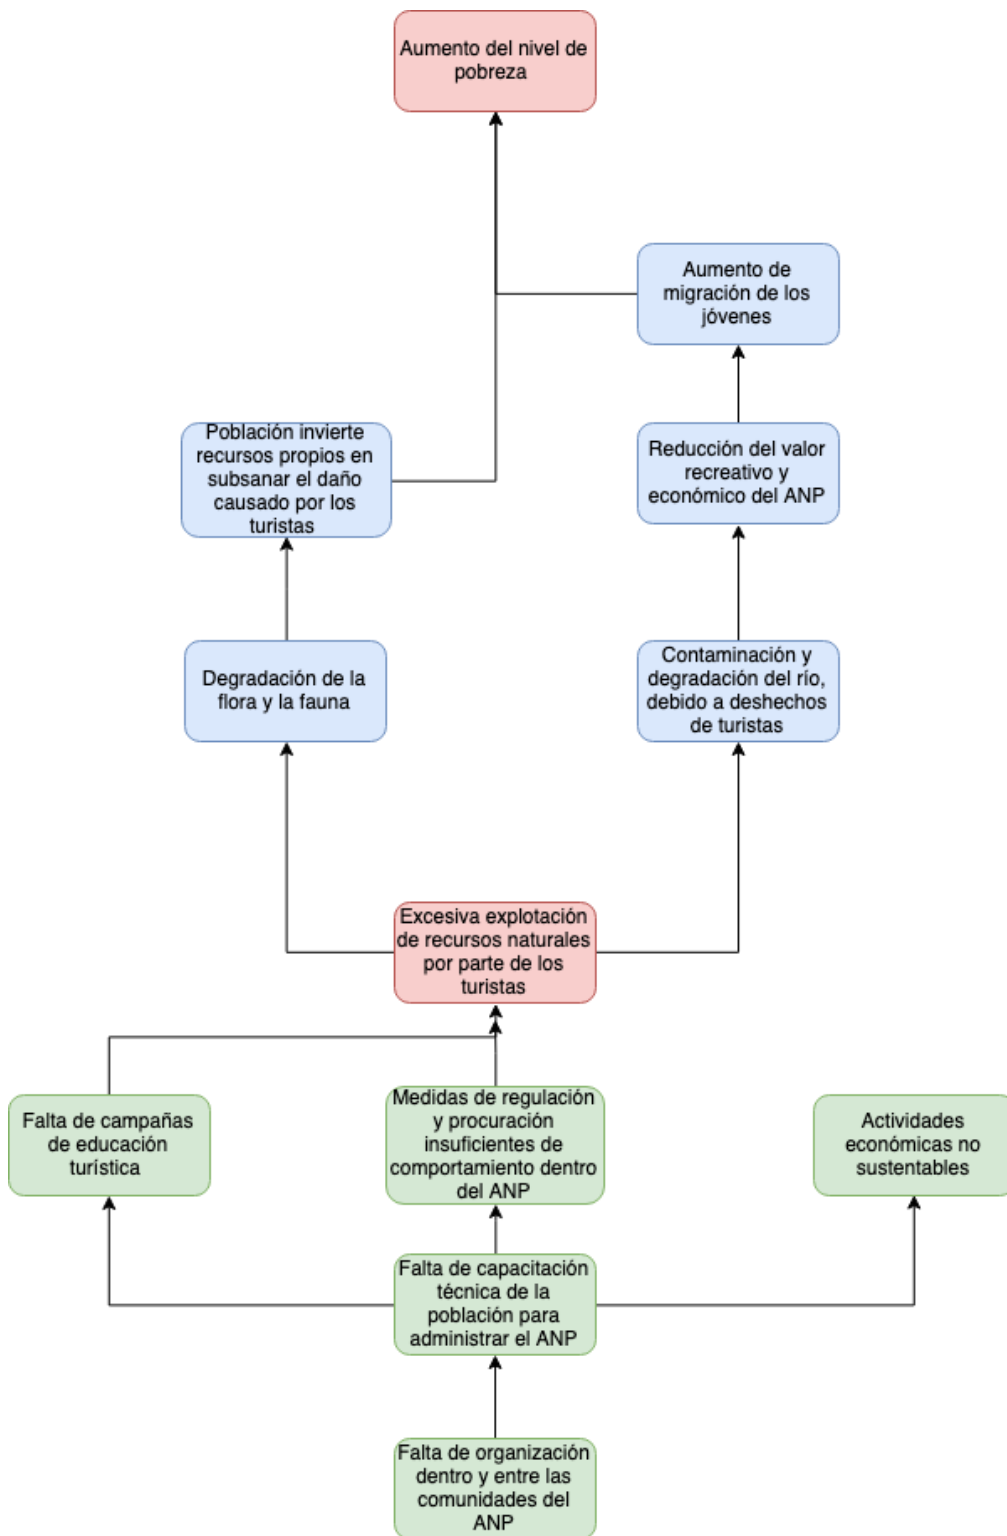 Aumento del nivel de
pobreza
Aumento de
migración de los
jóvenes
Población invierte
recursos propios en
subsanar el daño
causado por los
turistas
Reducción del valor
recreativo y
económico del ANP
Degradación de la
flora y la fauna
Contaminación y
degradación del río,
debido a deshechos
de turistas
Excesiva explotación
de recursos naturales
por parte de los
turistas
Falta de campañas
de educación
turística
Medidas de regulación
y procuración
insuficientes de
comportamiento dentro
del ANP
Actividades
económicas no
sustentables
Falta de capacitación
técnica de la
población para
administrar el ANP
Falta de organización
dentro y entre las
comunidades del
ANP